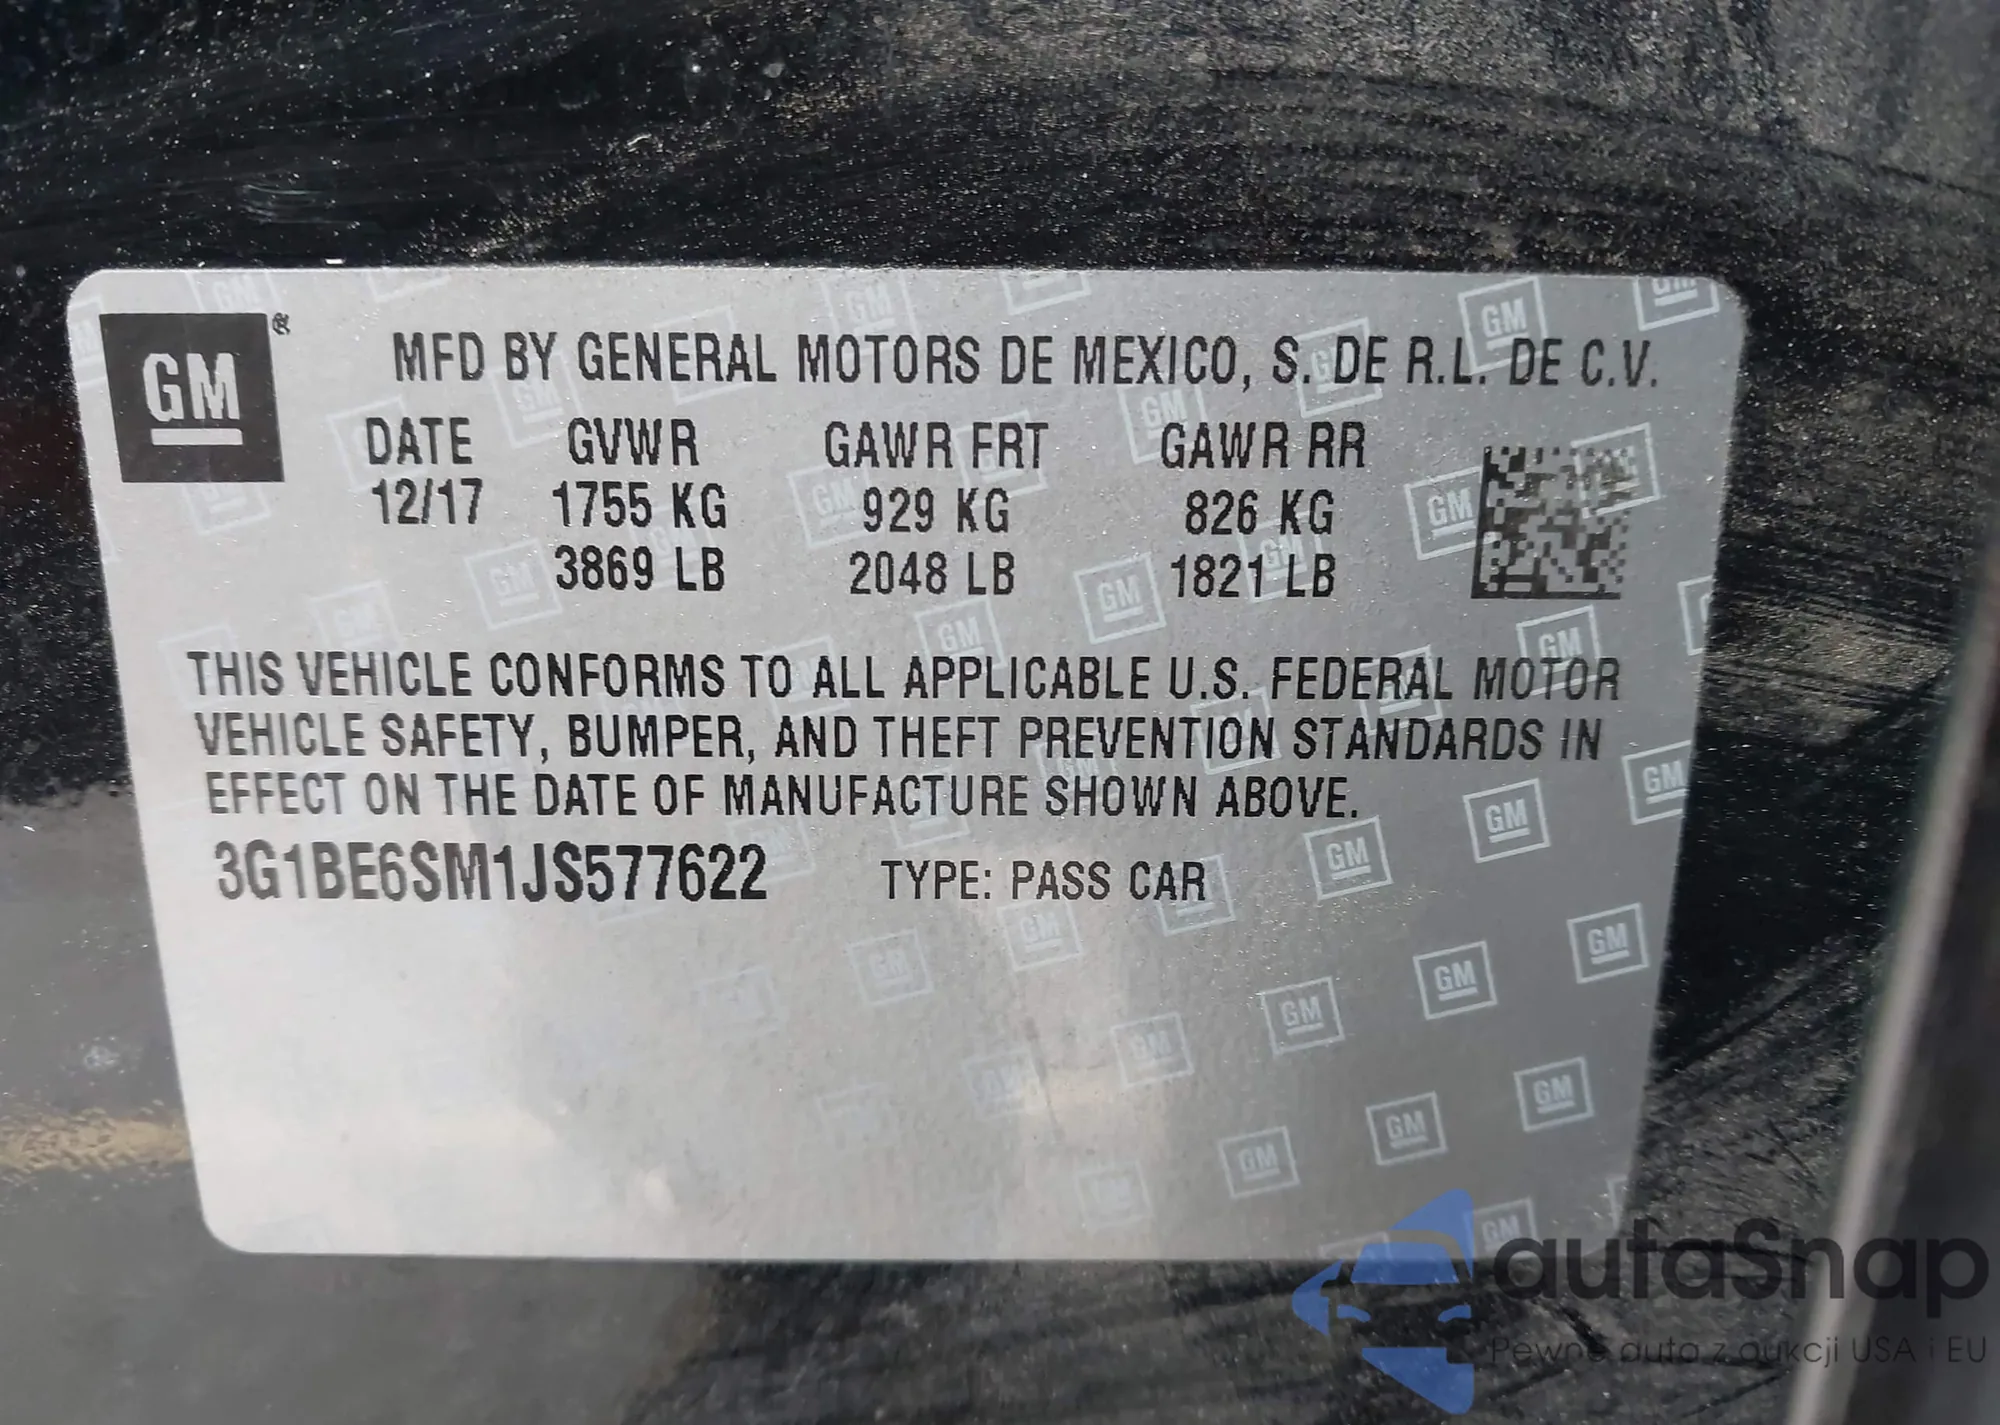 GM ®
MFD BY GENERAL MOTORS DE MEXICO, S. DE R.L. DE C.V.
DATE GVWR GAWR FRT GAWR RR
12/17 1755 KG 929 KG 826 KG
3869 LB 2048 LB 1821 LB
THIS VEHICLE CONFORMS TO ALL APPLICABLE U.S. FEDERAL MOTOR
VEHICLE SAFETY, BUMPER, AND THEFT PREVENTION STANDARDS IN
EFFECT ON THE DATE OF MANUFACTURE SHOWN ABOVE.
3G1BE6SM1JS577622 TYPE: PASS CAR
autaSnap
Pewne auto z aukcji USA i EU